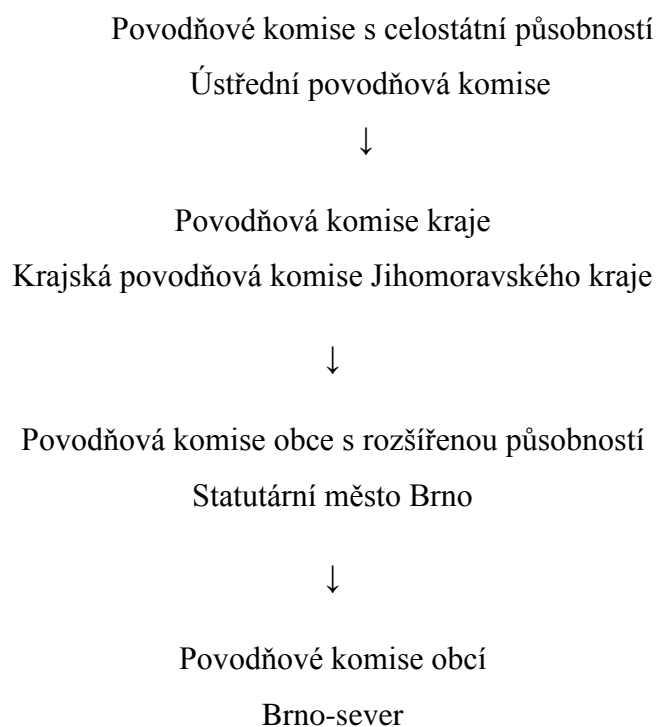 Povodňové komise s celostátní působností
Ústřední povodňová komise
↓
Povodňová komise kraje
Krajská povodňová komise Jihomoravského kraje
↓
Povodňová komise obce s rozšířenou působností
Statutární město Brno
↓
Povodňové komise obcí
Brno-sever